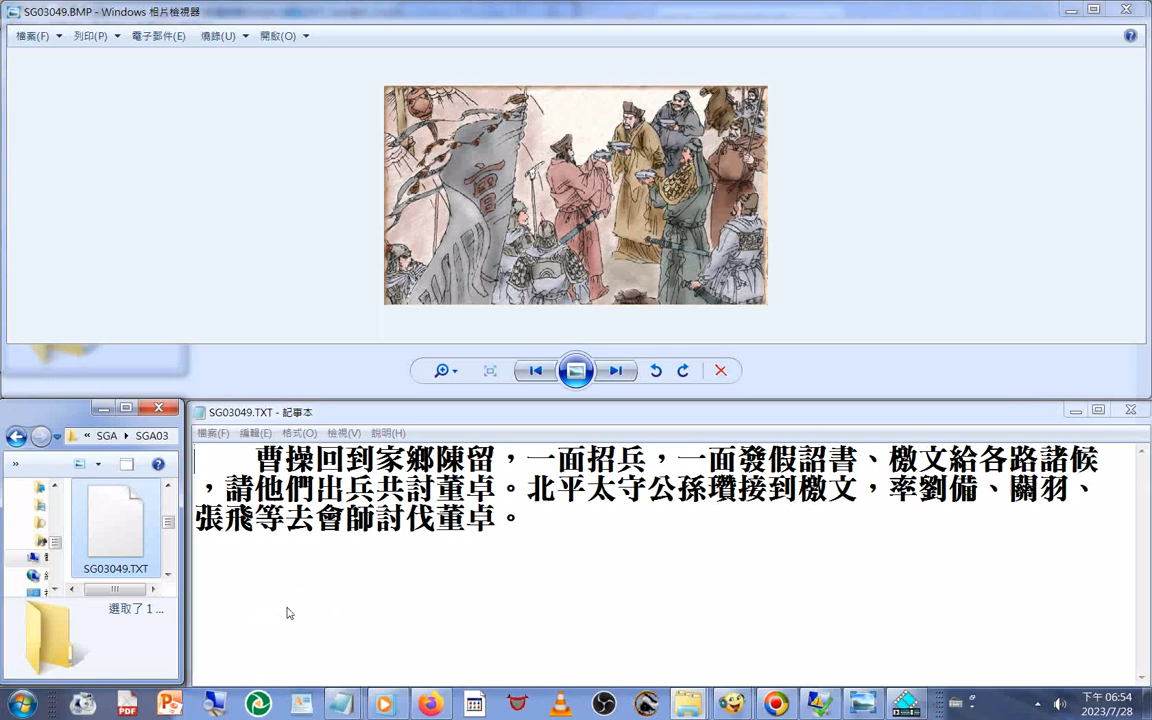 SG03049.BMP - Windows 相片檢視器
檔案(F) 列印(P) 電子郵件(E) 燒錄(U) 開啟(O)
曹
SG03049.TXT - 記事本
檔案(F) 編輯(E) 格式(O) 檢視(V) 說明(H)
« SGA ▸ SGA03
»
曹操回到家鄉陳留，一面招兵，一面發假詔書、檄文給各路諸候
，請他們出兵共討董卓。北平太守公孫瓚接到檄文，率劉備、關羽、
張飛等去會師討伐董卓。
SG03049.TXT
選取了 1 ...
PDF
下午 06:54
2023/7/28